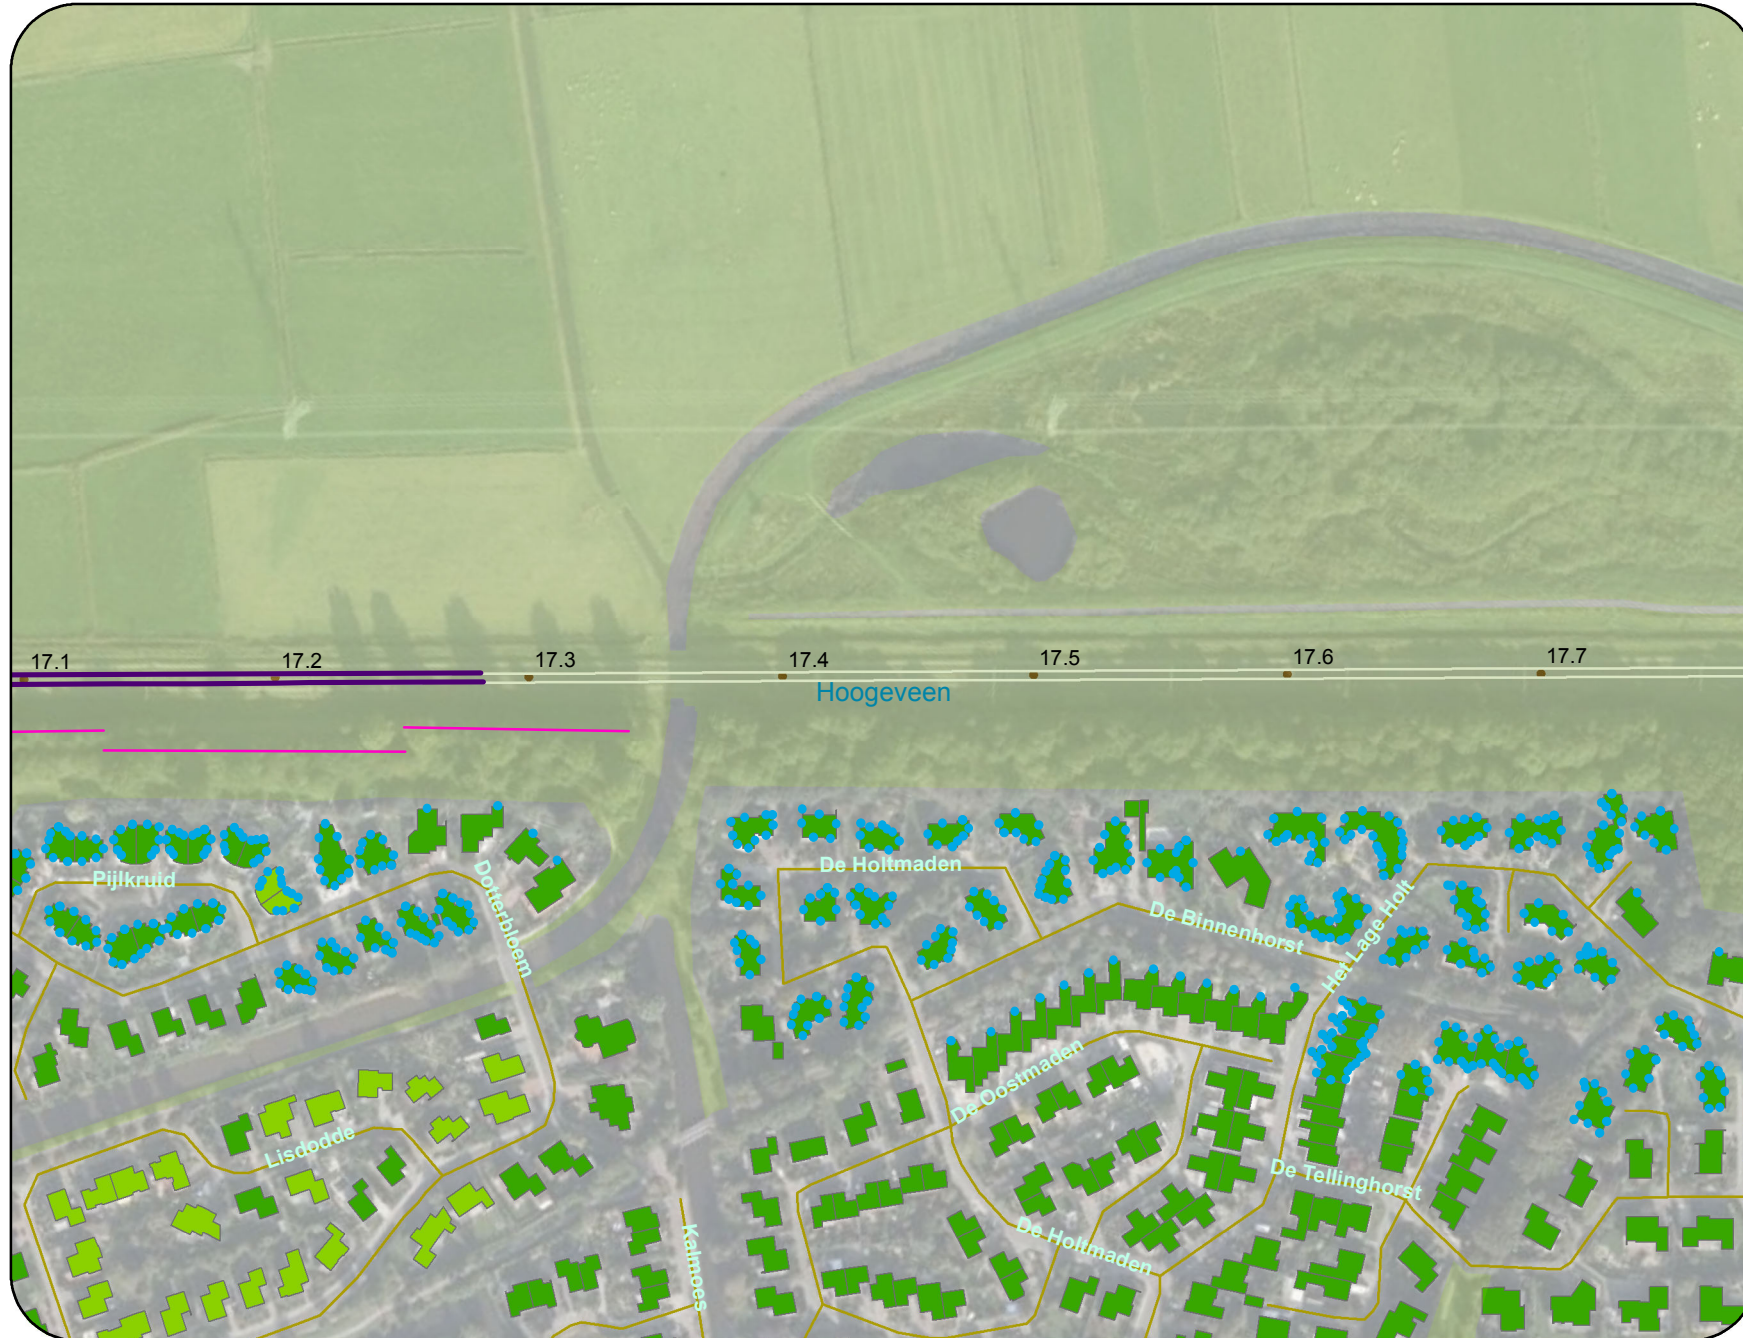 17.1 17.2 17.3 17.4 17.5 17.6 17.7
Hoogeveen
De Holtmaden
Pijlkruid
Dotterbloem
De Binnenhorst
Het Lage Holt
De Oostmaden
Lisdodde
De Tellinghorst
De Holtmaden
Kalmoes